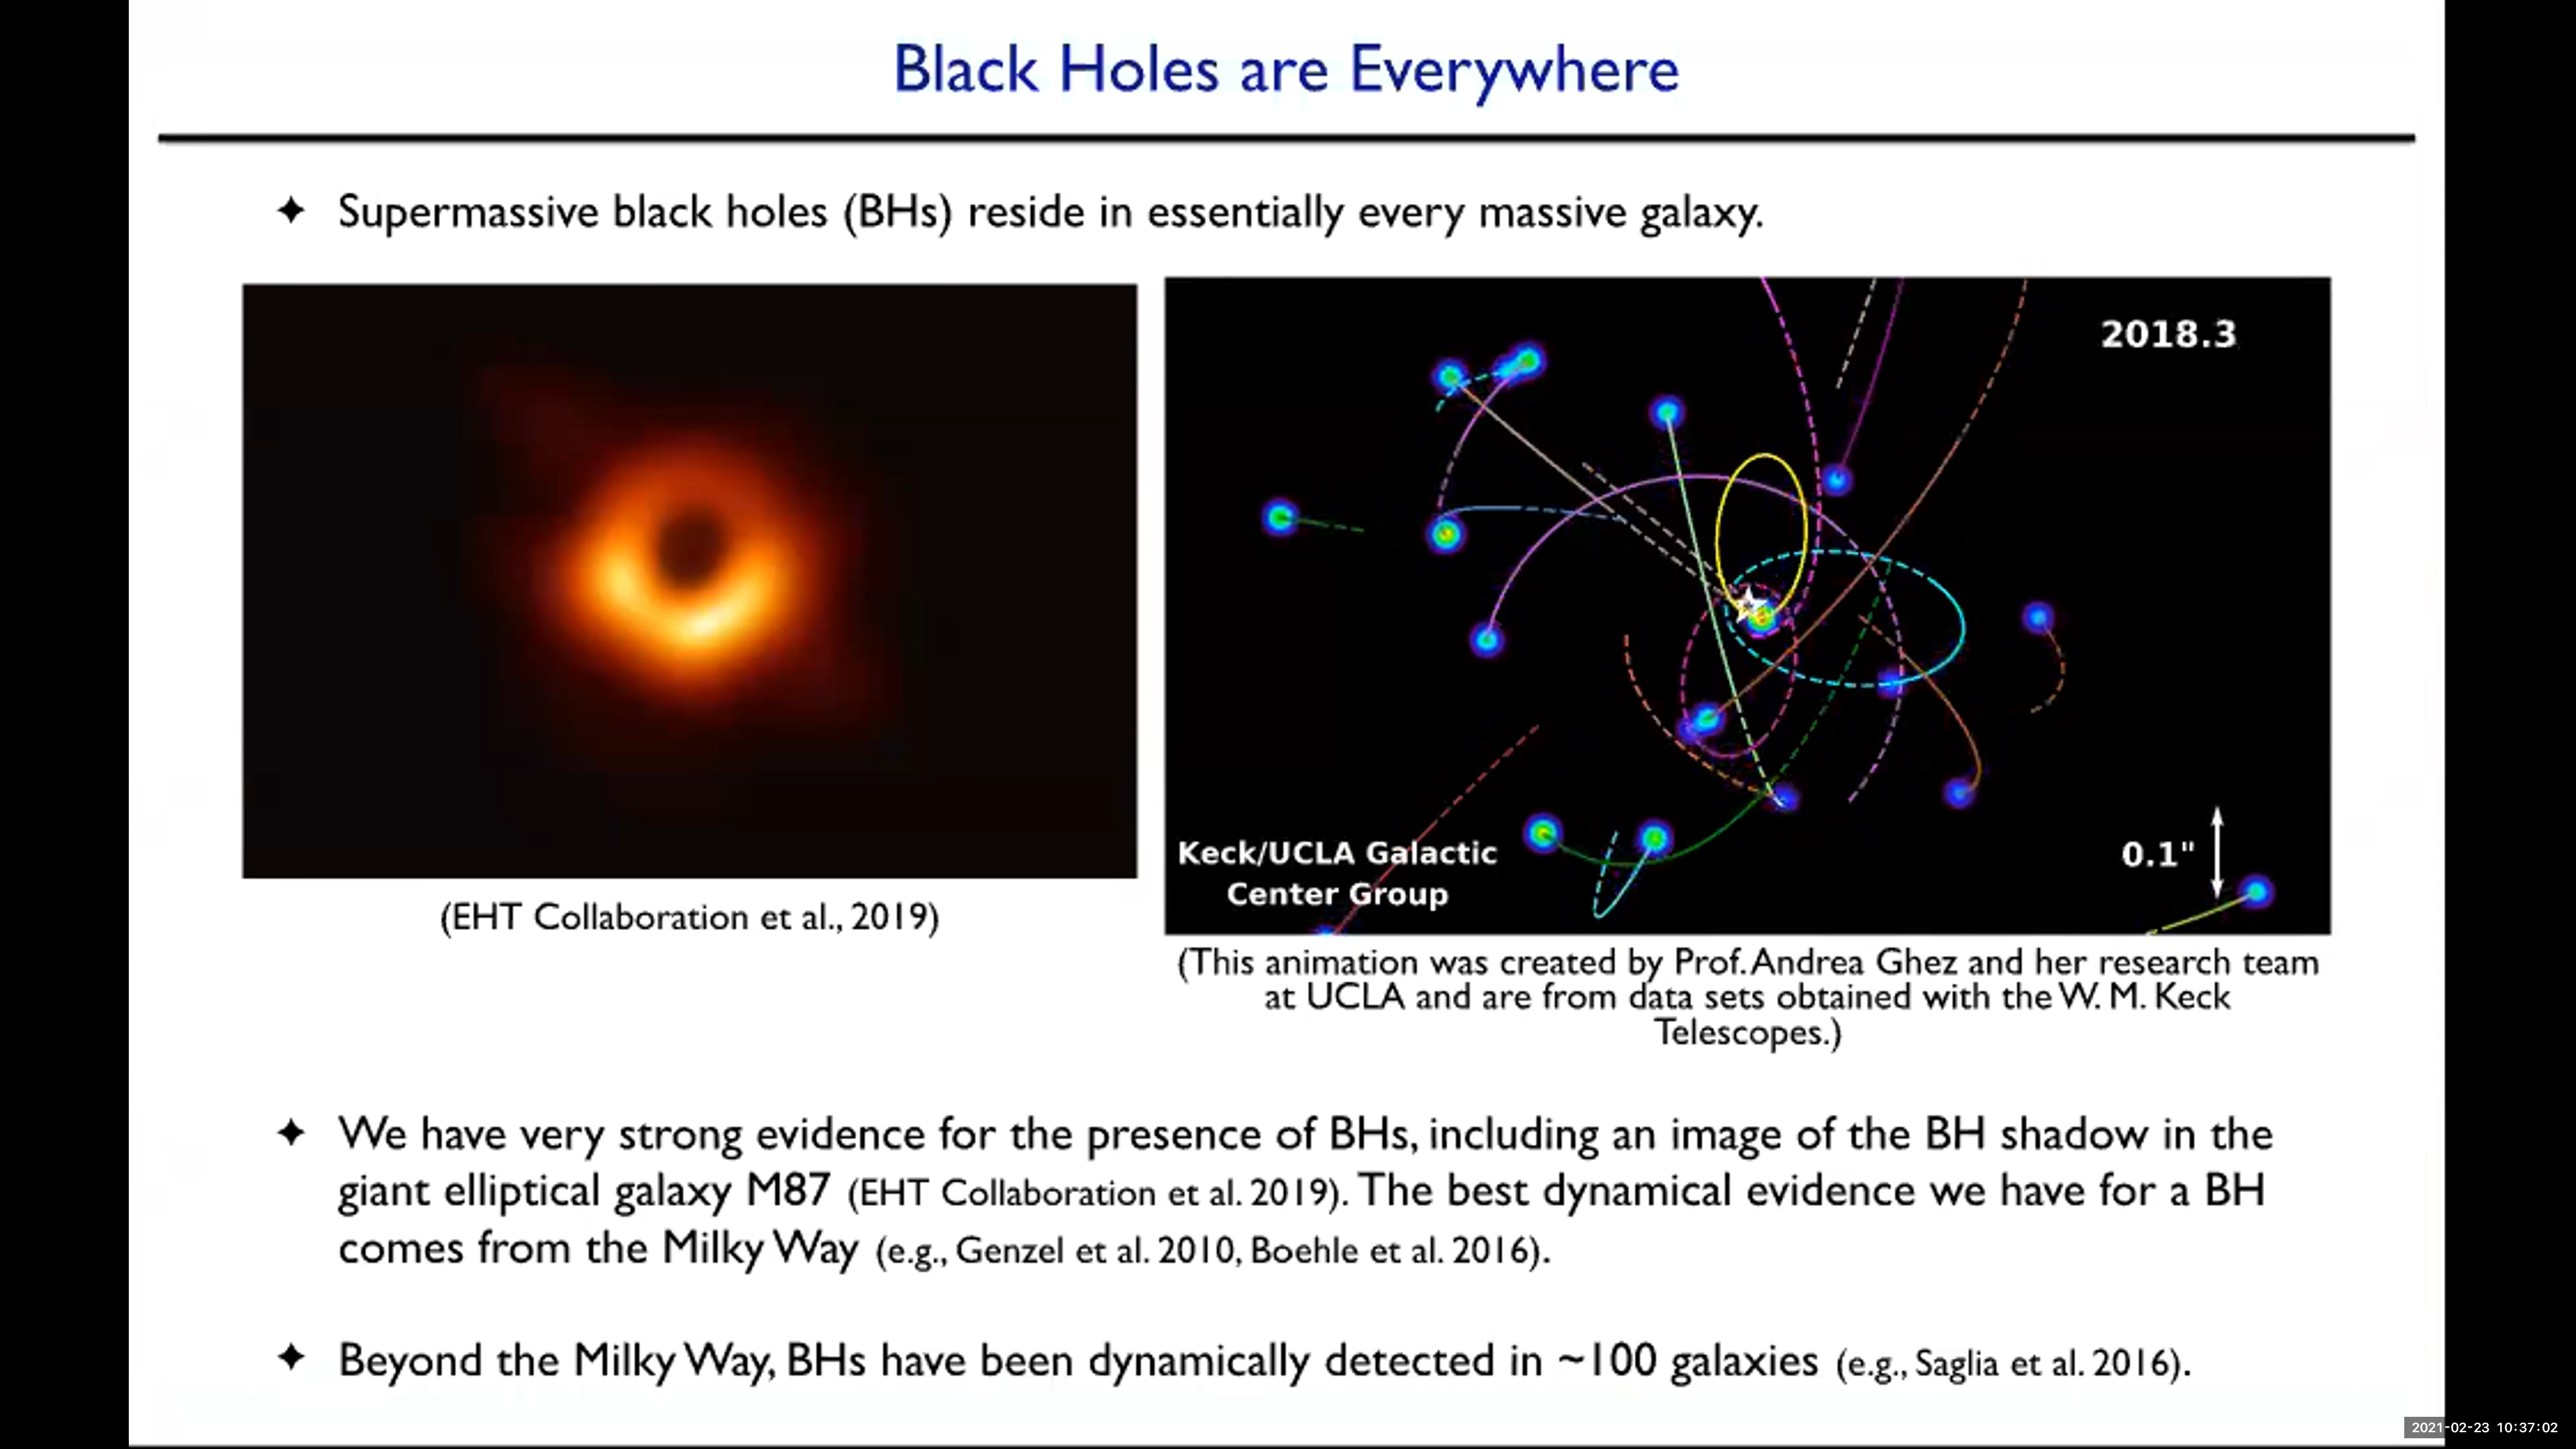 Black Holes are Everywhere
✦ Supermassive black holes (BHs) reside in essentially every massive galaxy.
2018.3
Keck/UCLA Galactic
Center Group
0.1"
(EHT Collaboration et al., 2019)
(This animation was created by Prof. Andrea Ghez and her research team
at UCLA and are from data sets obtained with the W. M. Keck
Telescopes.)
✦ We have very strong evidence for the presence of BHs, including an image of the BH shadow in the
giant elliptical galaxy M87 (EHT Collaboration et al. 2019). The best dynamical evidence we have for a BH
comes from the Milky Way (e.g., Genzel et al. 2010, Boehle et al. 2016).
✦ Beyond the Milky Way, BHs have been dynamically detected in ~100 galaxies (e.g., Saglia et al. 2016).
2021-02-23 10:37:02